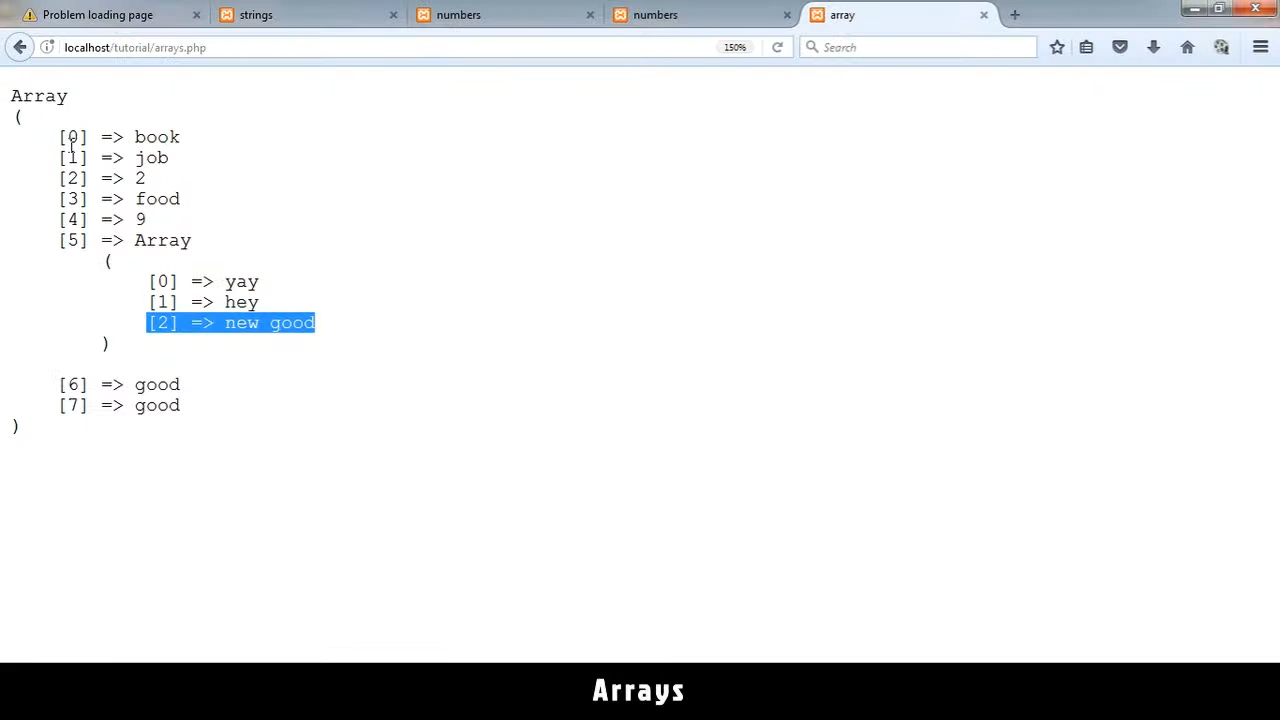 Problem loading page
strings
numbers
numbers
array
localhost/tutorial/arrays.php
150%
Search
Array
(
[0] => book
[1] => job
[2] => 2
[3] => food
[4] => 9
[5] => Array
(
[0] => yay
[1] => hey
[2] => new good
)
[6] => good
[7] => good
)
Arrays